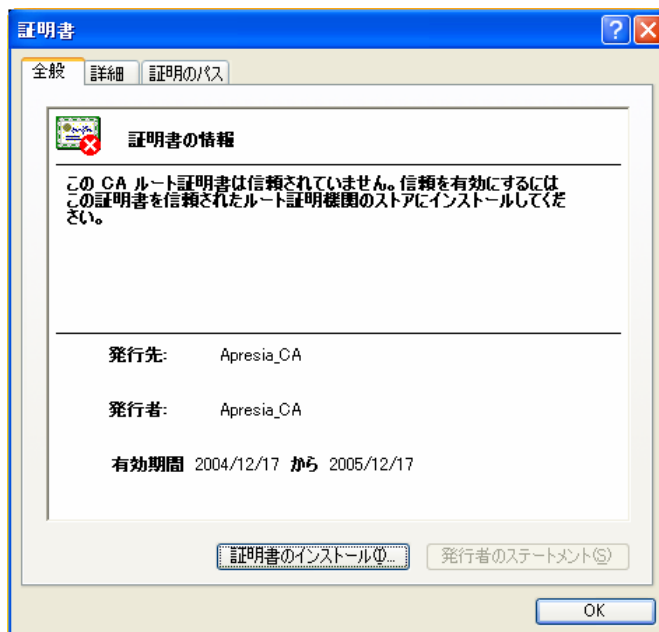 証明書
全般 詳細 証明のパス
証明書の情報
この CA ルート証明書は信頼されていません。信頼を有効にするには
この証明書を信頼されたルート証明機関のストアにインストールしてくだ
さい。
発行先: Apresia_CA
発行者: Apresia_CA
有効期間 2004/12/17 から 2005/12/17
証明書のインストール(I)... 発行者のステートメント(S)
OK